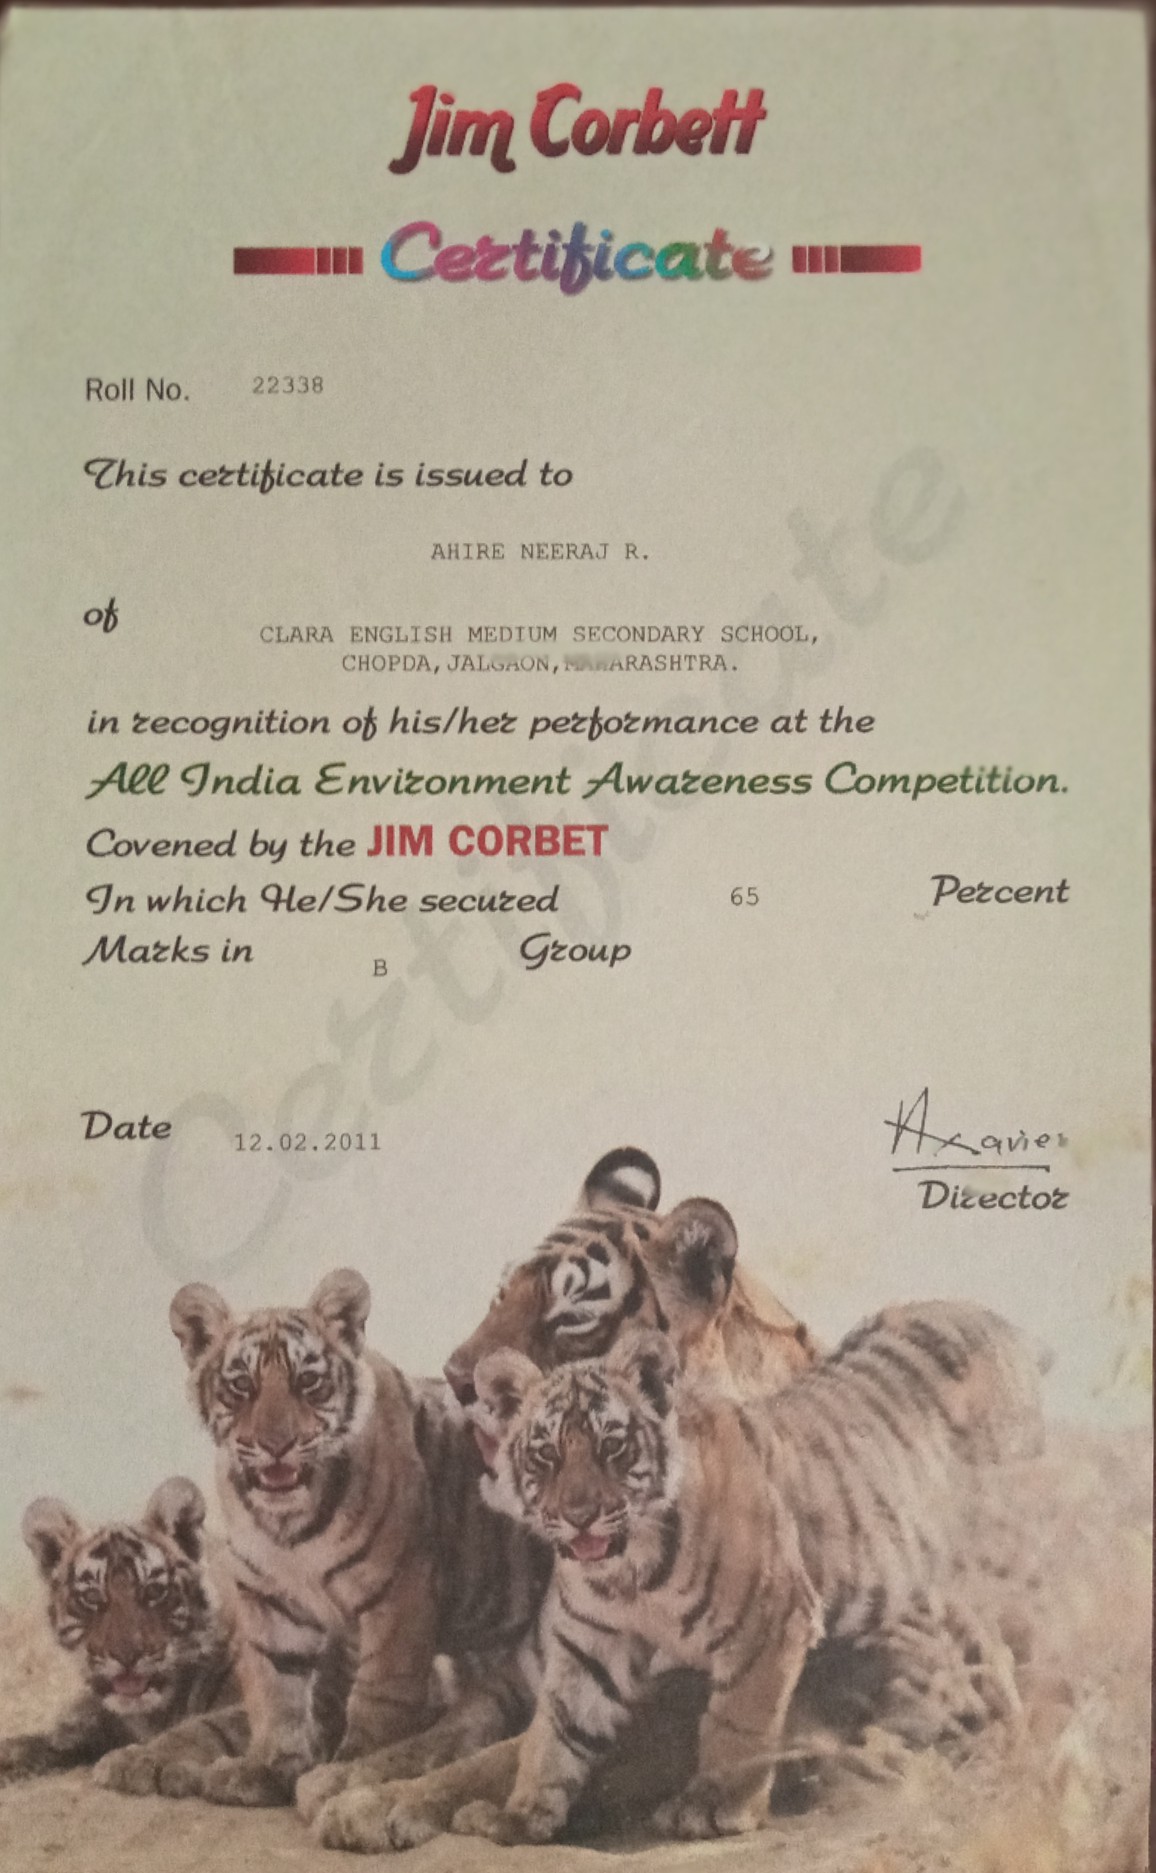 Jim Corbett
Certificate
Roll No. 22338
This certificate is issued to
AHIRE NEERAJ R.
of
CLARA ENGLISH MEDIUM SECONDARY SCHOOL,
CHOPDA, JALGAON, MAHARASHTRA.
in recognition of his/her performance at the
All India Environment Awareness Competition.
Covened by the JIM CORBET
In which He/She secured 65 Percent
Marks in B Group
Date 12.02.2011
Axavier
Director
Certificate